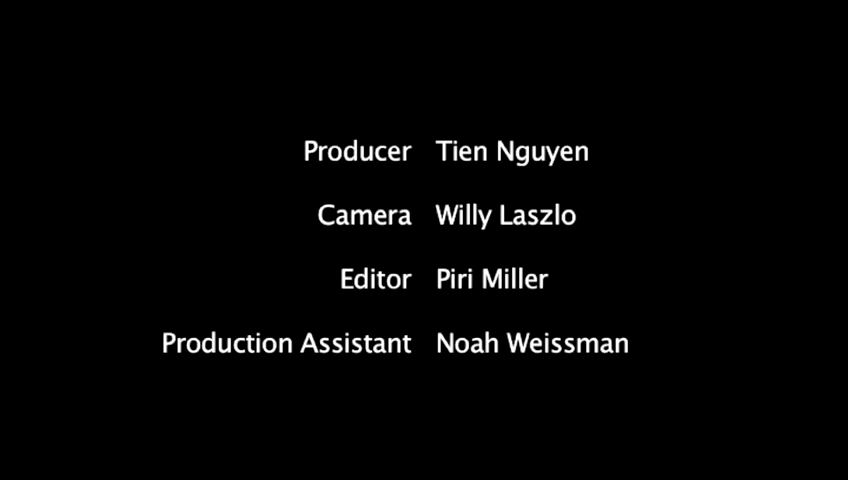 Producer Tien Nguyen
Camera Willy Laszlo
Editor Piri Miller
Production Assistant Noah Weissman